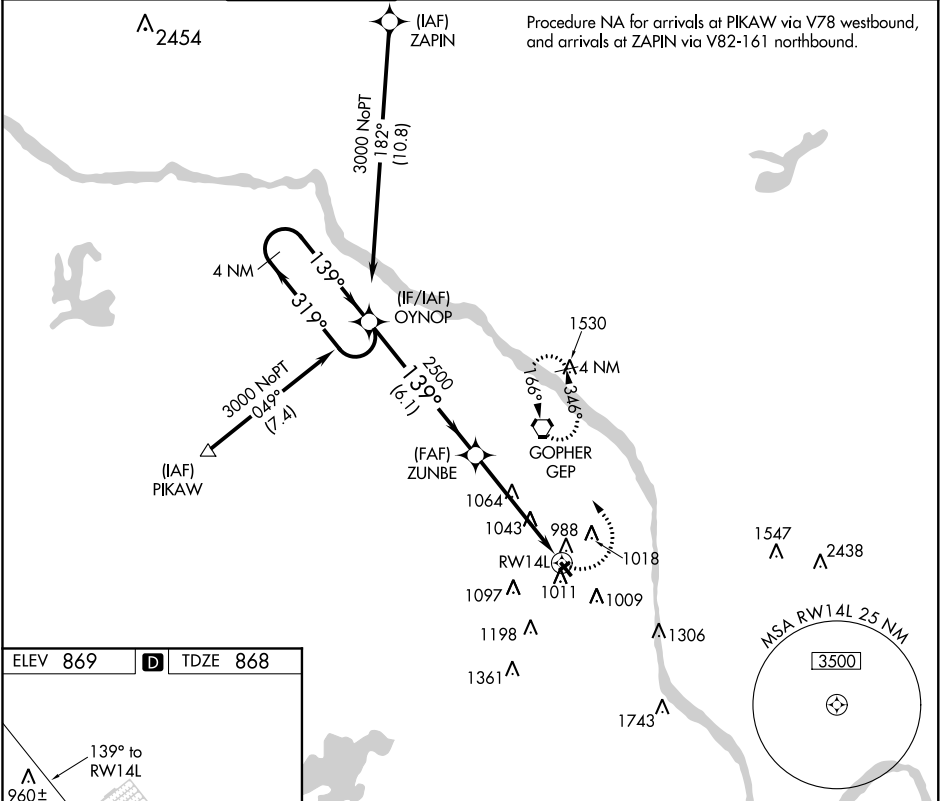 2454
(IAF)
ZAPIN
Procedure NA for arrivals at PIKAW via V78 westbound,
and arrivals at ZAPIN via V82-161 northbound.
3000 NoPT
182°
(10.8)
4 NM
139°
319°
(IF/IAF)
OYNOP
3000 NoPT
049°
(7.4)
(IAF)
PIKAW
2500
139°
(6.1)
1530
4 NM
166°
346°
GOPHER
GEP
(FAF)
ZUNBE
1064
1043
988
1018
RW14L
1011
1097
1009
1198
1361
1306
1743
1547
2438
MSA RW14L 25 NM
3500
ELEV 869 D TDZE 868
139° to
RW14L
960±